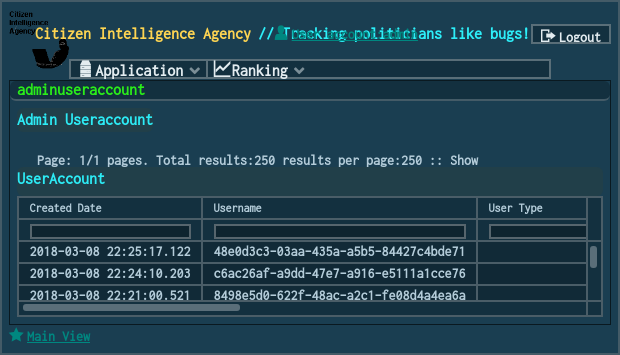 Citizen
Intelligence
Agency
Citizen Intelligence Agency // Tracking politicians like bugs!
Logout
Application
Ranking
adminuseraccount
Admin Useraccount
Page: 1/1 pages. Total results:250 results per page:250 :: Show
UserAccount
Created Date Username User Type
2018-03-08 22:25:17.122 48e0d3c3-03aa-435a-a5b5-84427c4bde71
2018-03-08 22:24:10.203 c6ac26af-a9dd-47e7-a916-e5111a1cce76
2018-03-08 22:21:00.521 8498e5d0-622f-48ac-a2c1-fe08d4a4ea6a
Main View